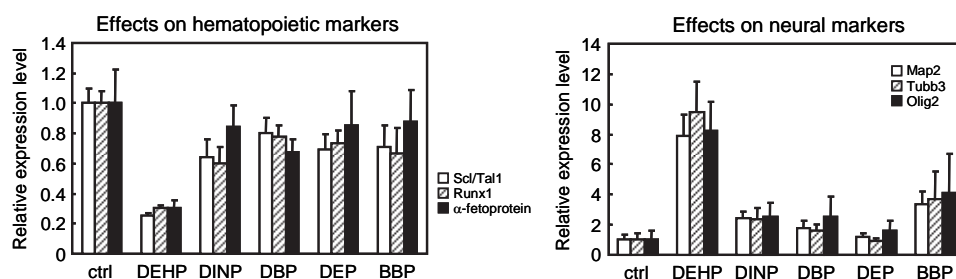 Effects on hematopoietic markers
Relative expression level
1.4
1.2
1.0
0.8
0.6
0.4
0.2
0
ctrl DEHP DINP DBP DEP BBP
Scl/Tal1
Runx1
α-fetoprotein
Effects on neural markers
Relative expression level
14
12
10
8
6
4
2
0
Map2
Tubb3
Olig2
ctrl DEHP DINP DBP DEP BBP